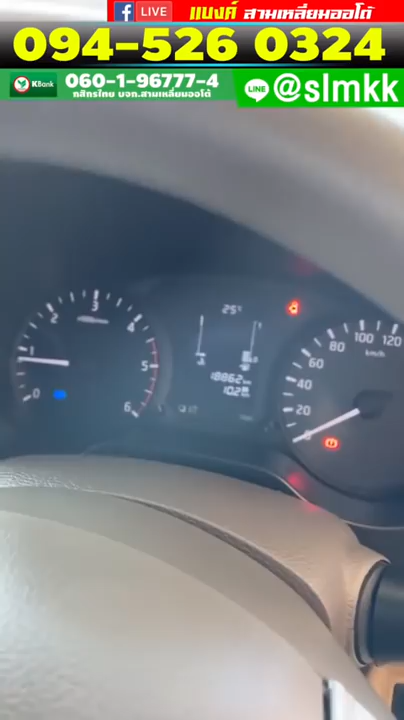 f LIVE แบงค์ สามเหลี่ยมออโต้
094-526 0324
KBank 060-1-96777-4
กสิกรไทย บจก.สามเหลี่ยมออโต้
LINE @slmkk
25°C
18862 km
0 1 2 3 4 5 6
0 20 40 60 80 100 120
km/h